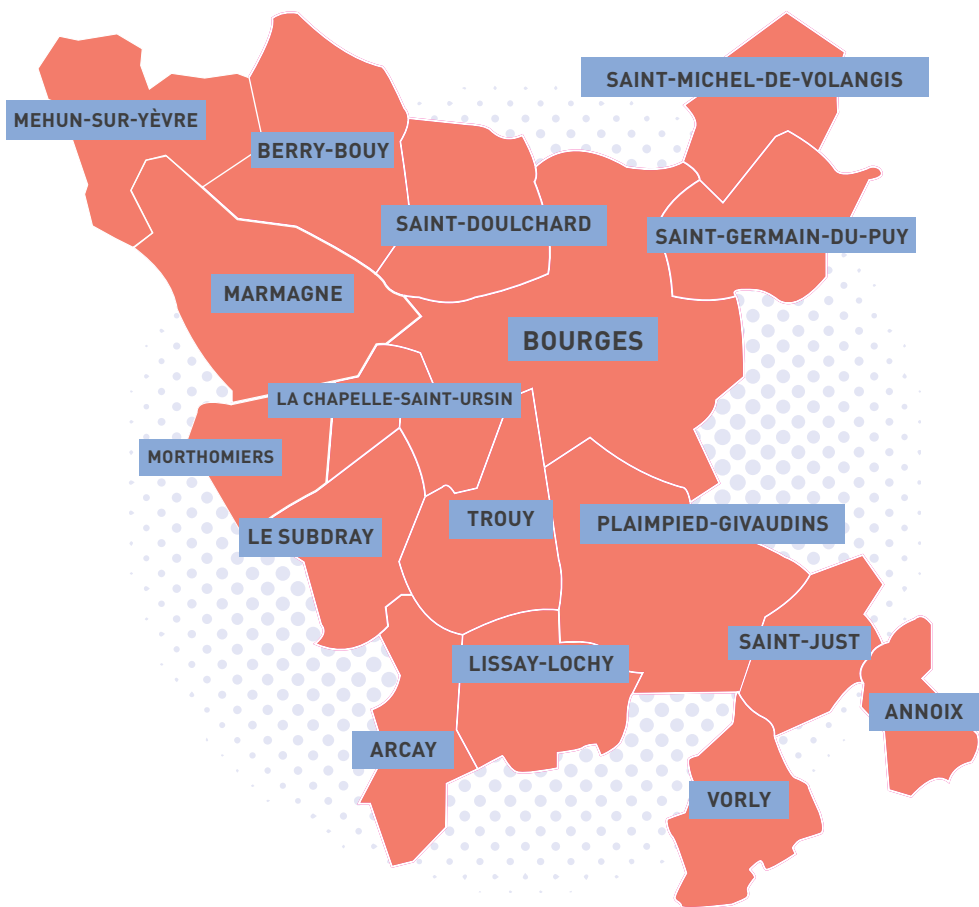 SAINT-MICHEL-DE-VOLANGIS
MEHUN-SUR-YÈVRE
BERRY-BOUY
SAINT-DOULCHARD
SAINT-GERMAIN-DU-PUY
MARMAGNE
BOURGES
LA CHAPELLE-SAINT-URSIN
MORTHOMIERS
TROUY
PLAIMPIED-GIVAUDINS
LE SUBDRAY
SAINT-JUST
LISSAY-LOCHY
ANNOIX
ARCAY
VORLY